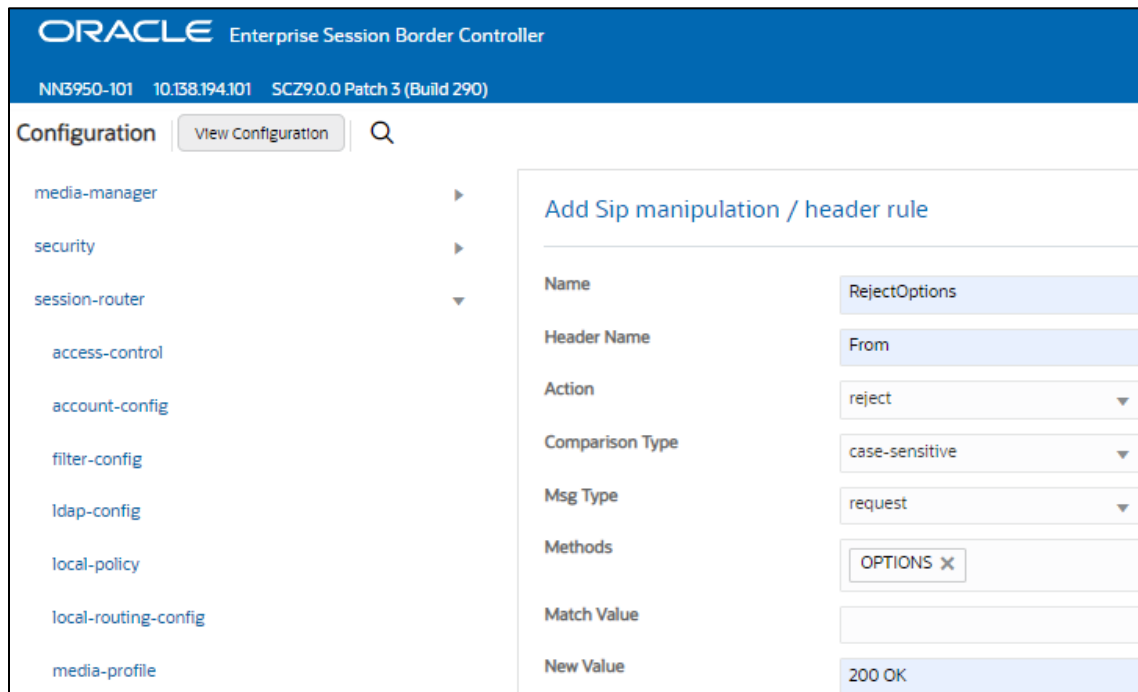 ORACLE Enterprise Session Border Controller
NN3950-101 10.138.194.101 SCZ9.0.0 Patch 3 (Build 290)
Configuration View Configuration
media-manager
security
session-router
access-control
account-config
filter-config
ldap-config
local-policy
local-routing-config
media-profile
Add Sip manipulation / header rule
Name RejectOptions
Header Name From
Action reject
Comparison Type case-sensitive
Msg Type request
Methods OPTIONS
Match Value
New Value 200 OK